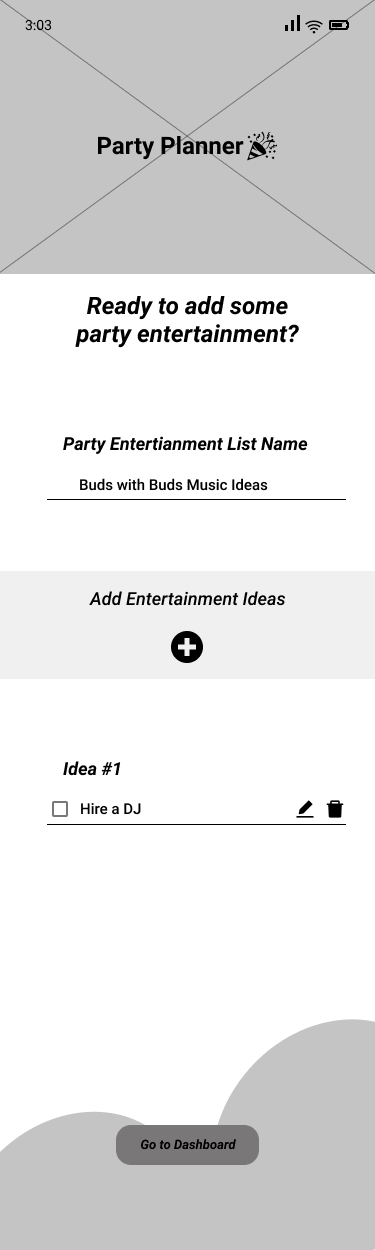 3:03
Party Planner
Ready to add some
party entertainment?
Party Entertianment List Name
Buds with Buds Music Ideas
Add Entertainment Ideas
Idea #1
Hire a DJ
Go to Dashboard